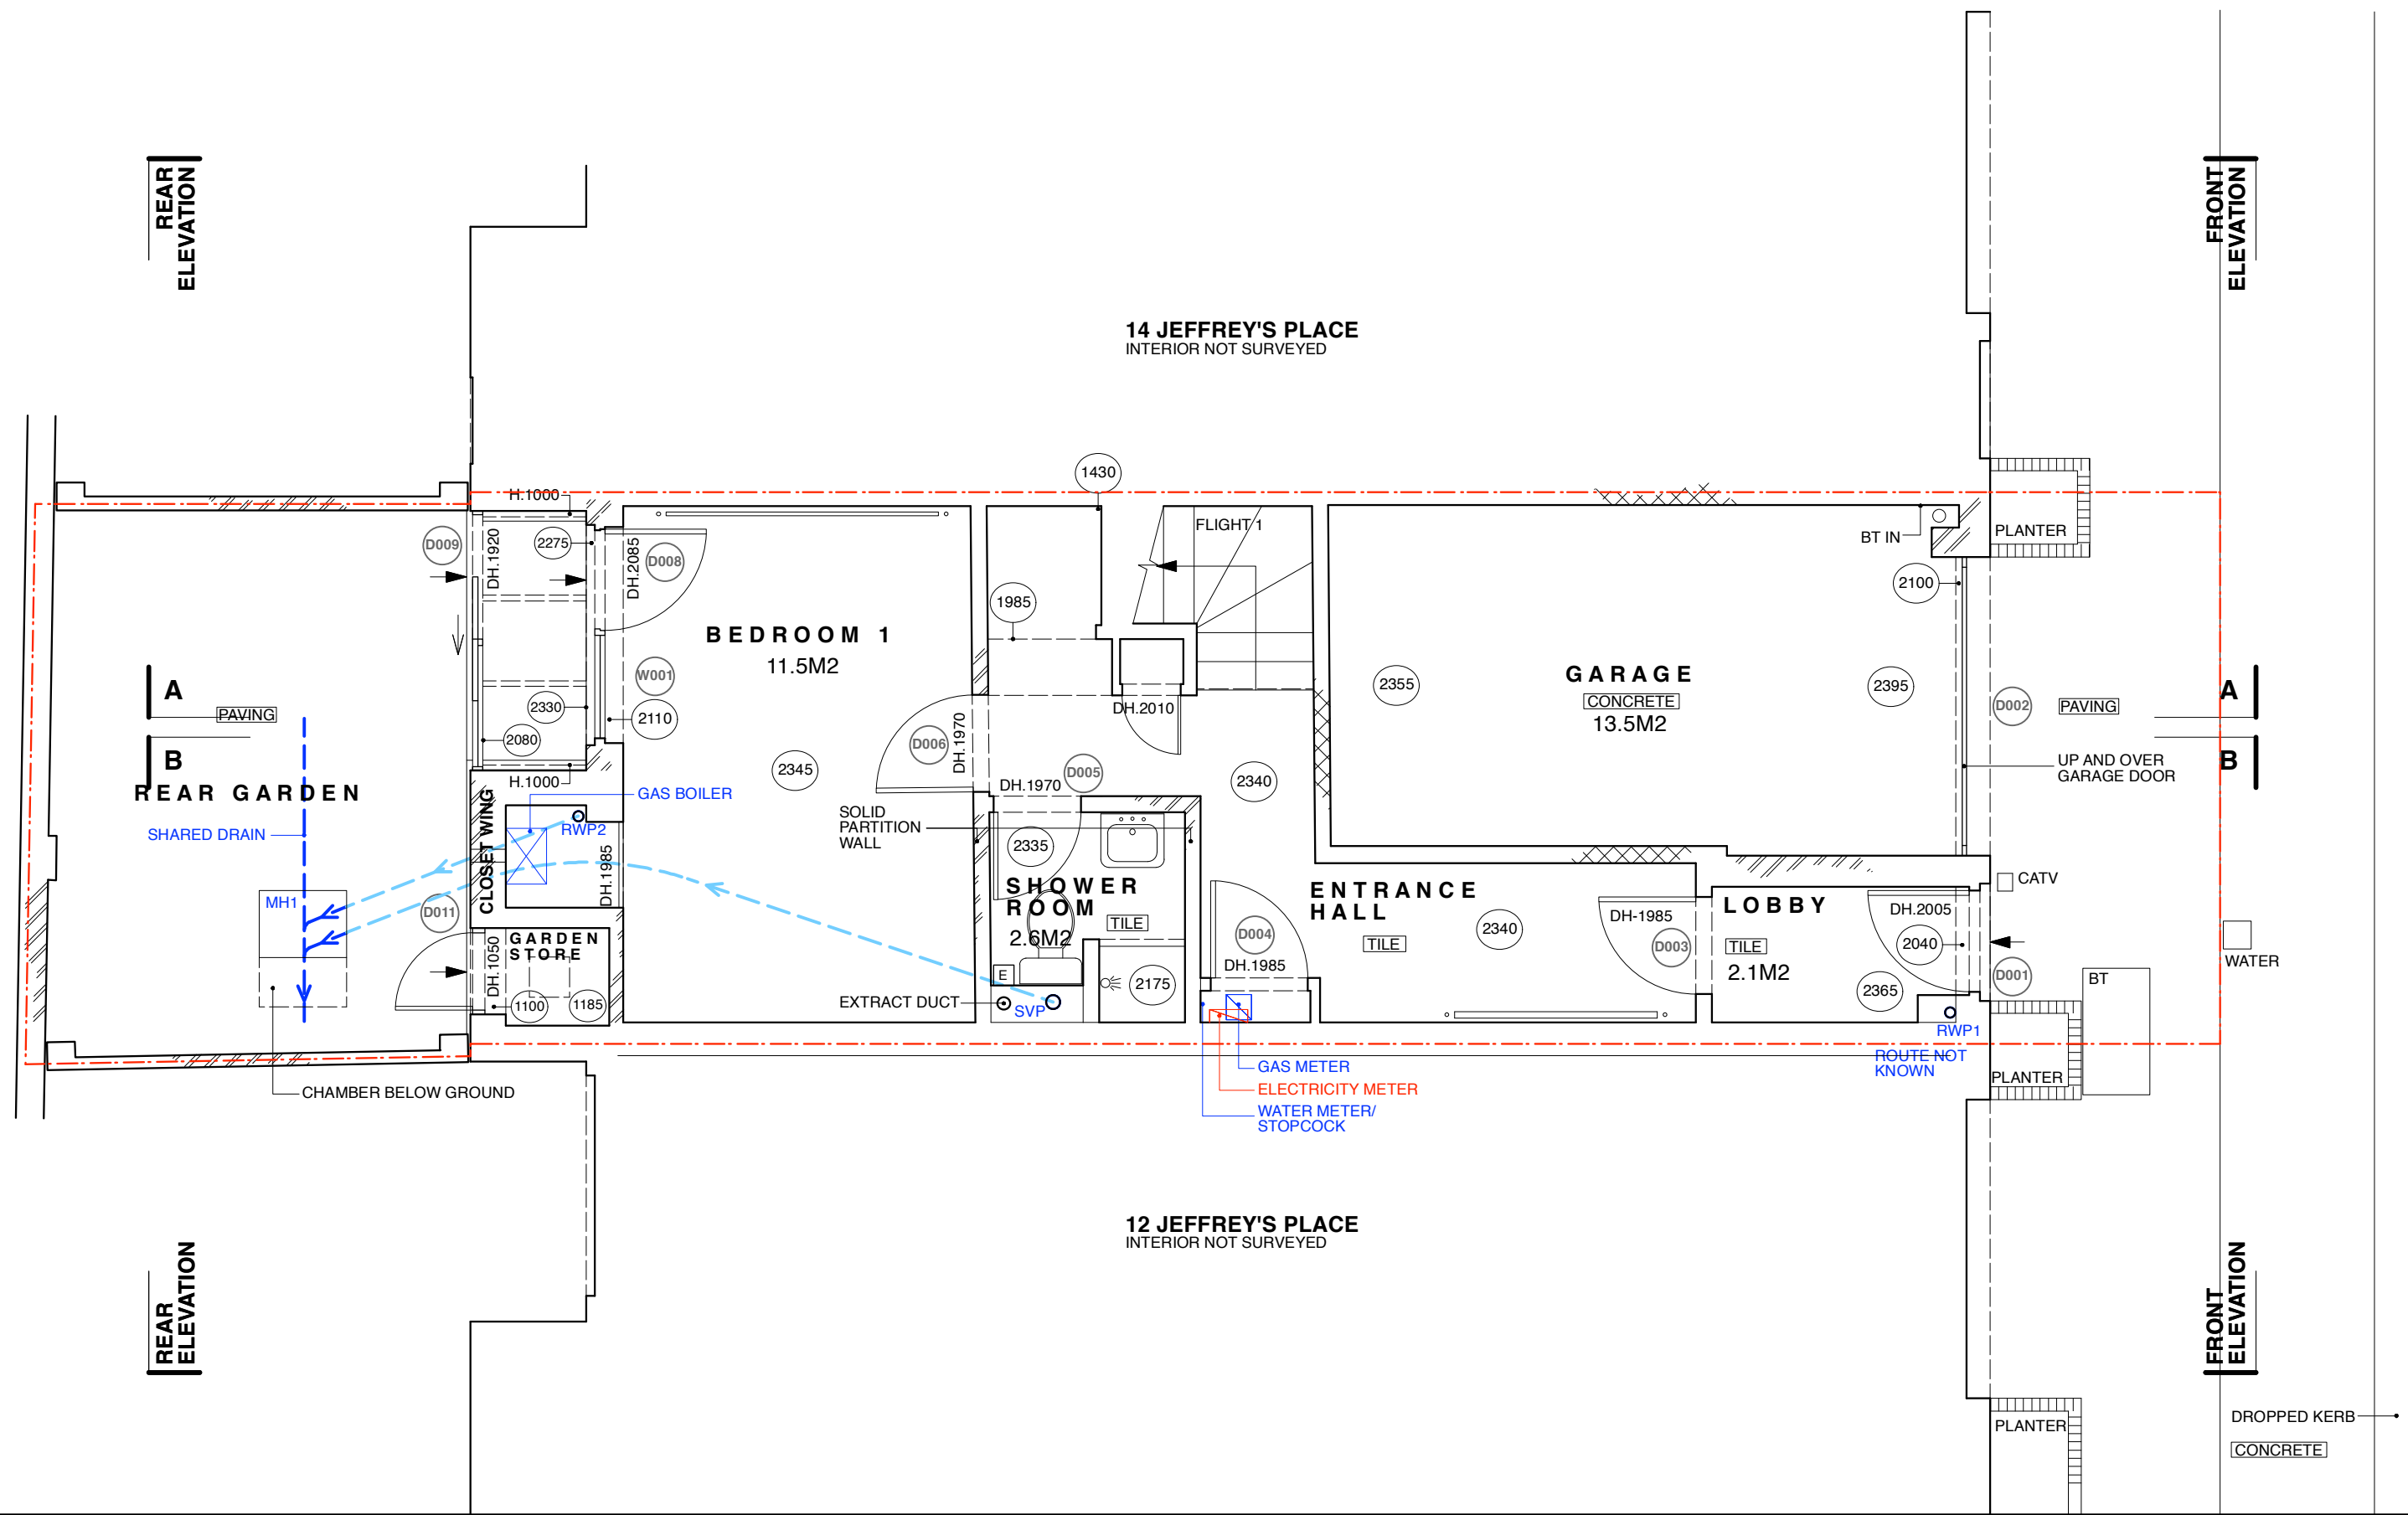 REAR
ELEVATION
FRONT
ELEVATION
14 JEFFREY'S PLACE
INTERIOR NOT SURVEYED
1430
H.1000
D009
DH.1920
2275
DH.2085
D008
FLIGHT 1
BT IN
PLANTER
2100
1985
BEDROOM 1
11.5M2
W001
2110
2330
2080
H.1000
GARAGE
CONCRETE
13.5M2
2355
2395
D002
PAVING
A
B
UP AND OVER
GARAGE DOOR
A
PAVING
B
REAR GARDEN
SHARED DRAIN
MH1
CLOSET WING
GAS BOILER
RWP2
DH.1985
2345
D006
DH.1970
D005
DH.1970
DH.2010
2340
SOLID
PARTITION
WALL
2335
SHOWER
ROOM
2.6M2
TILE
E
2175
EXTRACT DUCT
SVP
D004
DH.1985
ENTRANCE
HALL
TILE
2340
DH-1985
D003
LOBBY
TILE
2.1M2
DH.2005
2040
2365
D001
CATV
WATER
BT
RWP1
D011
DH.1050
GARDEN
STORE
1100
1185
CHAMBER BELOW GROUND
GAS METER
ELECTRICITY METER
WATER METER/
STOPCOCK
ROUTE NOT
KNOWN
PLANTER
12 JEFFREY'S PLACE
INTERIOR NOT SURVEYED
REAR
ELEVATION
FRONT
ELEVATION
PLANTER
DROPPED KERB
CONCRETE